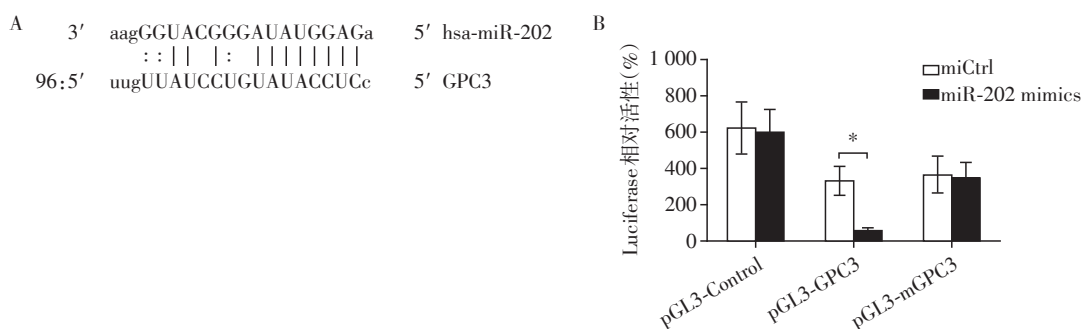 A
3′ aagGGUACGGGAUAUGGAGa 5′ hsa-miR-202
96:5′ uugUUAUCCUGUAUACCUCc 5′ GPC3
B
Luciferase 相对活性(%)
1 000
800
600
400
200
0
miCtrl
miR-202 mimics
*
pGL3-Control
pGL3-GPC3
pGL3-mGPC3